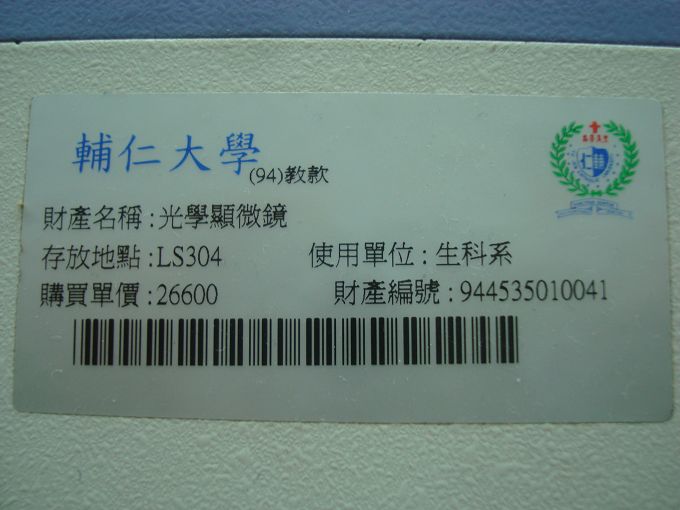 輔仁大學
(94)教款
財產名稱:光學顯微鏡
存放地點:LS304 使用單位:生科系
購買單價:26600 財產編號:944535010041